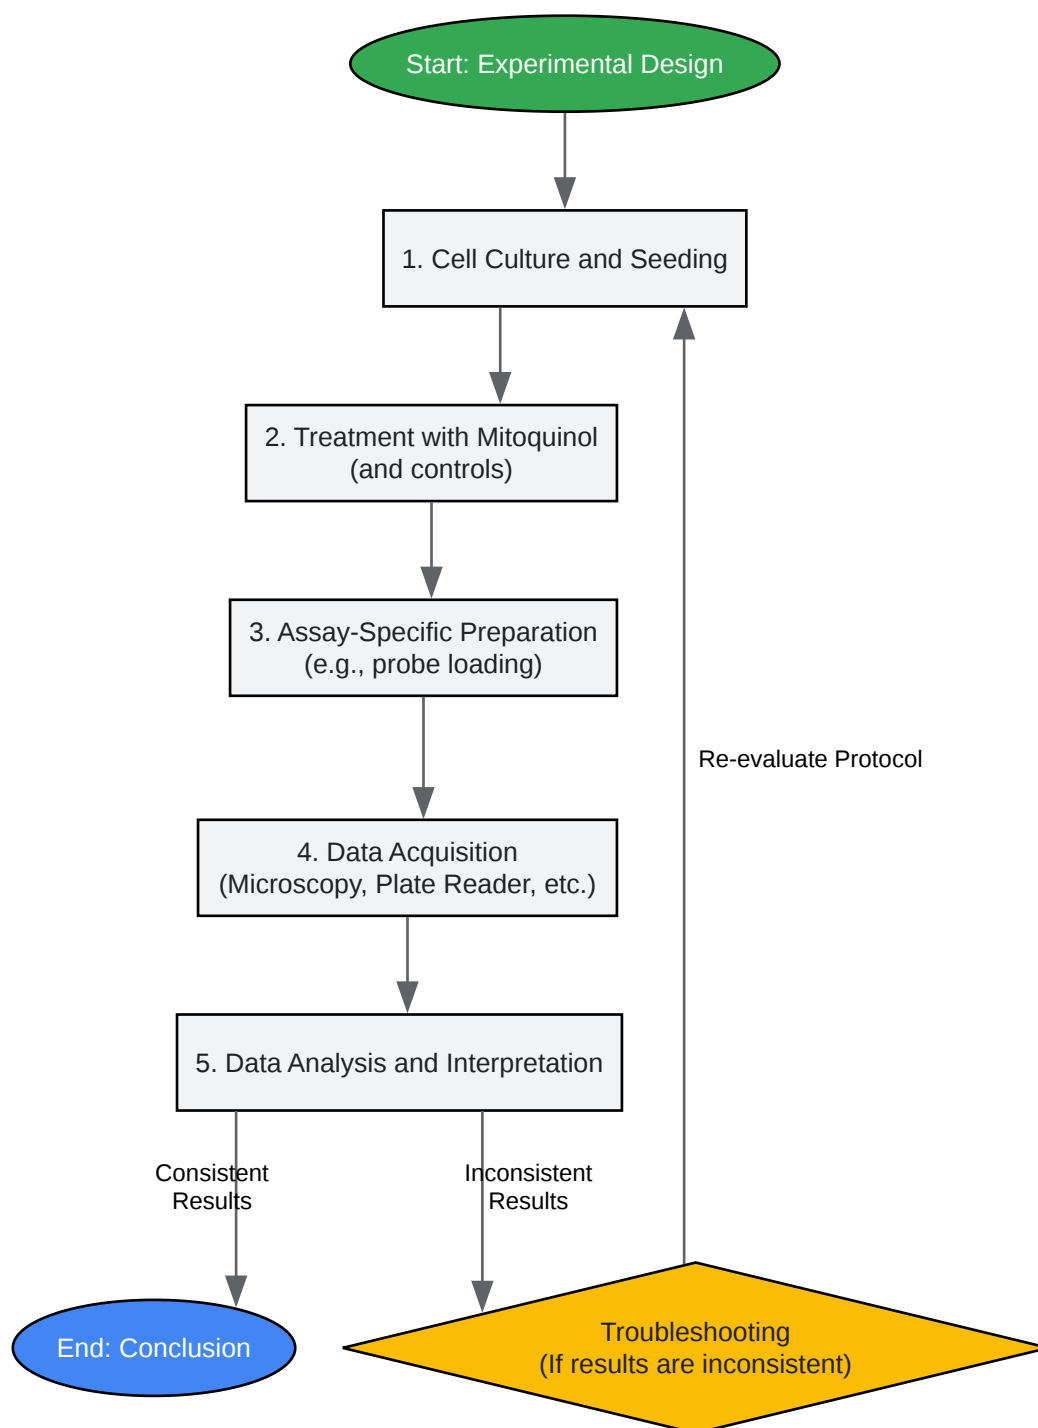 Start: Experimental Design
1. Cell Culture and Seeding
2. Treatment with Mitoquinol
(and controls)
3. Assay-Specific Preparation
(e.g., probe loading)
Re-evaluate Protocol
4. Data Acquisition
(Microscopy, Plate Reader, etc.)
5. Data Analysis and Interpretation
Consistent
Results
Inconsistent
Results
End: Conclusion
Troubleshooting
(If results are inconsistent)